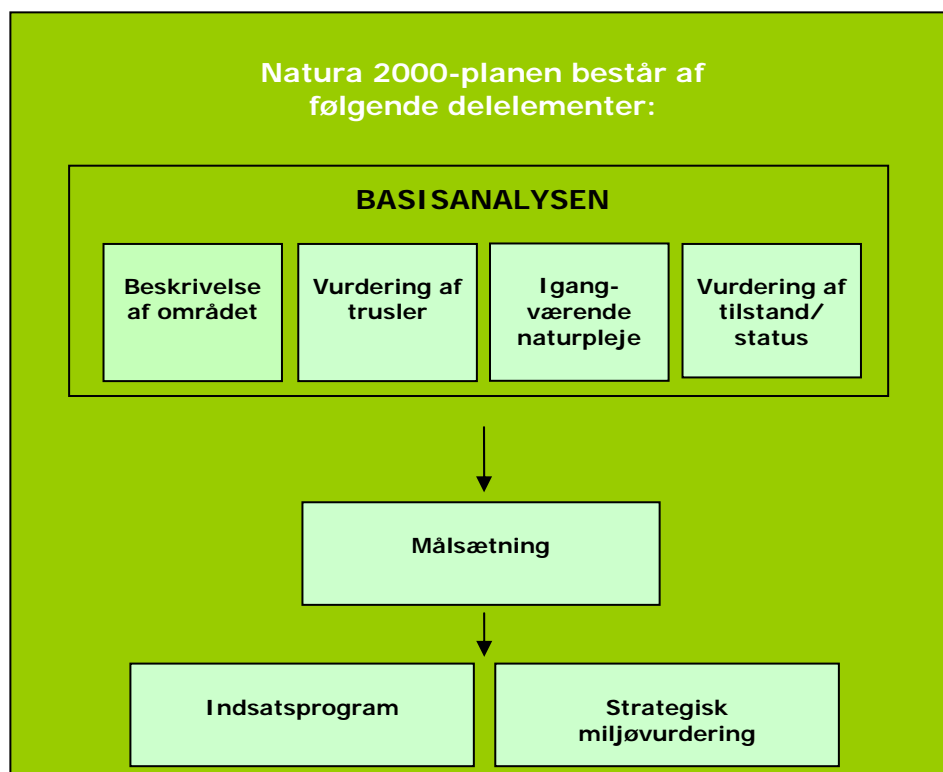 Natura 2000-planen består af
følgende delelementer:
BASISANALYSEN
Beskrivelse
af området
Vurdering af
trusler
Igang-
værende
naturpleje
Vurdering af
tilstand/
status
Målsætning
Indsatsprogram
Strategisk
miljøvurdering